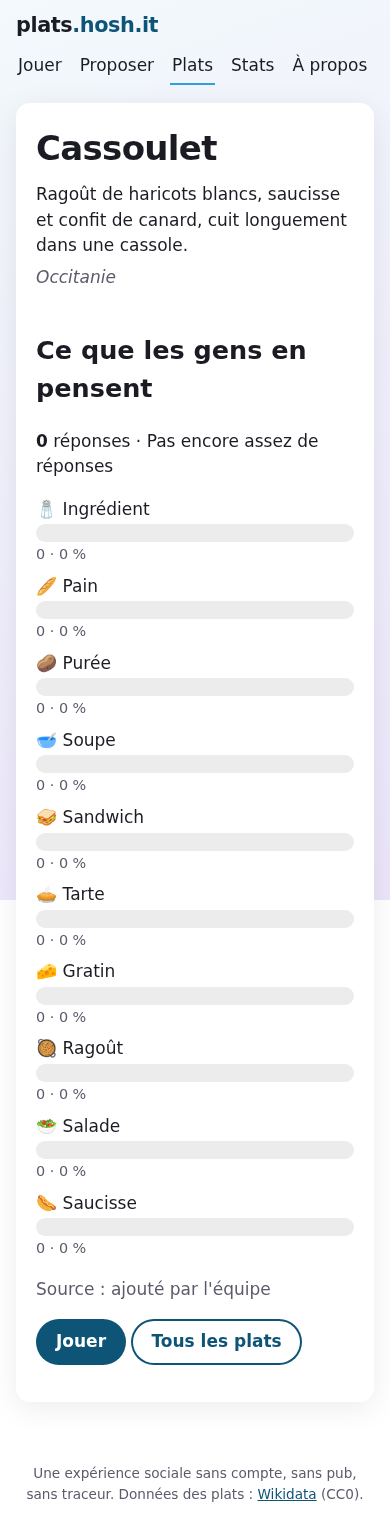 plats.hosh.it
Jouer Proposer Plats Stats À propos
Cassoulet
Ragoût de haricots blancs, saucisse
et confit de canard, cuit longuement
dans une cassole.
Occitanie
Ce que les gens en
pensent
0 réponses · Pas encore assez de
réponses
Ingrédient
0 · 0 %
Pain
0 · 0 %
Purée
0 · 0 %
Soupe
0 · 0 %
Sandwich
0 · 0 %
Tarte
0 · 0 %
Gratin
0 · 0 %
Ragoût
0 · 0 %
Salade
0 · 0 %
Saucisse
0 · 0 %
Source : ajouté par l'équipe
Jouer Tous les plats
Une expérience sociale sans compte, sans pub,
sans traceur. Données des plats : Wikidata (CC0).